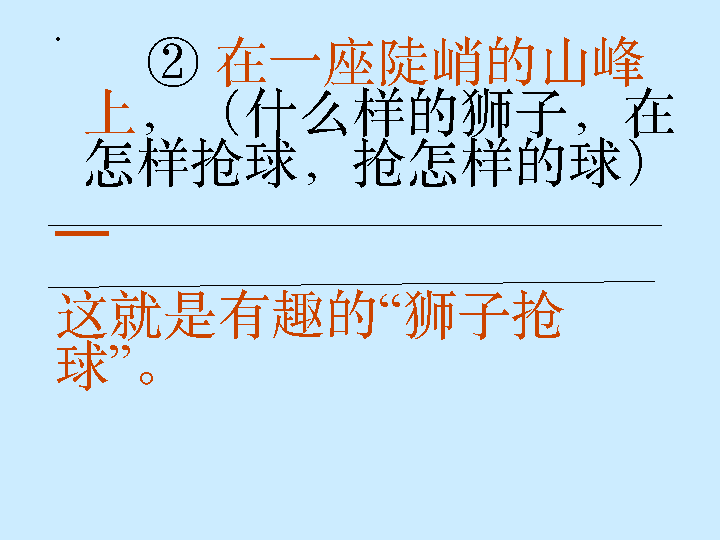 ② 在一座陡峭的山峰
上，（什么样的狮子，在
怎样抢球，抢怎样的球）
这就是有趣的“狮子抢
球”。